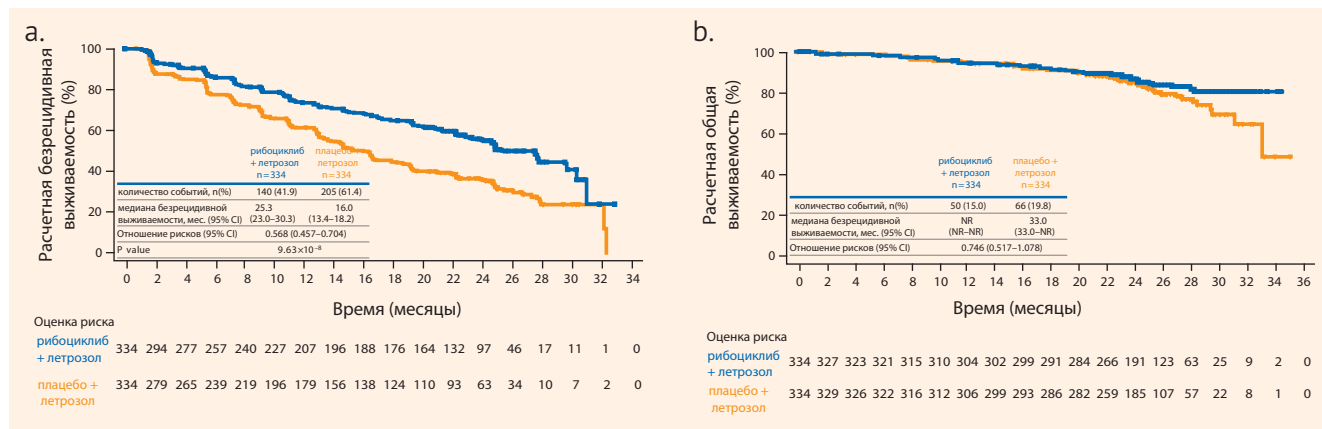 a.
Расчетная безрецидивная
выживаемость (%)
100
80
60
40
20
0
рибоциклиб плацебо
+ летрозол летрозол
n=334 n=334
количество событий, n(%) 140 (41.9) 205 (61.4)
медиана безрецидивной 25.3 16.0
выживаемости, мес. (95% CI) (23.0–30.3) (13.4–18.2)
Отношение рисков (95% CI) 0.568 (0.457–0.704)
P value 9.63×10⁻⁸
0 2 4 6 8 10 12 14 16 18 20 22 24 26 28 30 32 34
Время (месяцы)
Оценка риска
рибоциклиб
+ летрозол 334 294 277 257 240 227 207 196 188 176 164 132 97 46 17 11 1 0
плацебо +
летрозол 334 279 265 239 219 196 179 156 138 124 110 93 63 34 10 7 2 0
b.
Расчетная общая
выживаемость (%)
100
80
60
40
20
0
рибоциклиб плацебо +
+ летрозол летрозол
n=334 n=334
количество событий, n(%) 50 (15.0) 66 (19.8)
медиана безрецидивной NR 33.0
выживаемости, мес. (95% CI) (NR–NR) (33.0–NR)
Отношение рисков (95% CI) 0.746 (0.517–1.078)
0 2 4 6 8 10 12 14 16 18 20 22 24 26 28 30 32 34 36
Время (месяцы)
Оценка риска
рибоциклиб
+ летрозол 334 327 323 321 315 310 304 302 299 291 284 266 191 123 63 25 9 2 0
плацебо +
летрозол 334 329 326 322 316 312 306 299 293 286 282 259 185 107 57 22 8 1 0